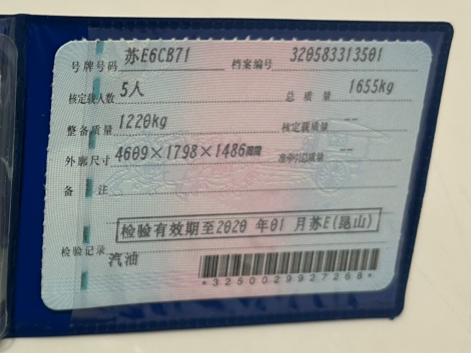 号牌号码 苏E6CB71 档案编号 320583313501
核定载人数 5人 总质量 1655kg
整备质量 1220kg 核定载质量 --
外廓尺寸 4609×1798×1486mm 准牵引总质量 --
备注
检验有效期至2020 年01 月苏E(昆山)
检验记录
汽油
*3250029927268*